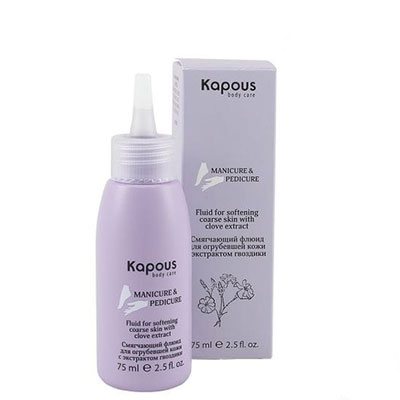 Kapous
body care
MANICURE &
PEDICURE
Fluid for softening
coarse skin with
clove extract
Смягчающий флюид
для огрубевшей кожи
с экстрактом гвоздики
75 ml ℮ 2.5 fl. oz.
Kapous
body care
MANICURE &
PEDICURE
Fluid for softening
coarse skin with
clove extract
Смягчающий флюид
для огрубевшей кожи
с экстрактом гвоздики
75 ml ℮ 2.5 fl. oz.